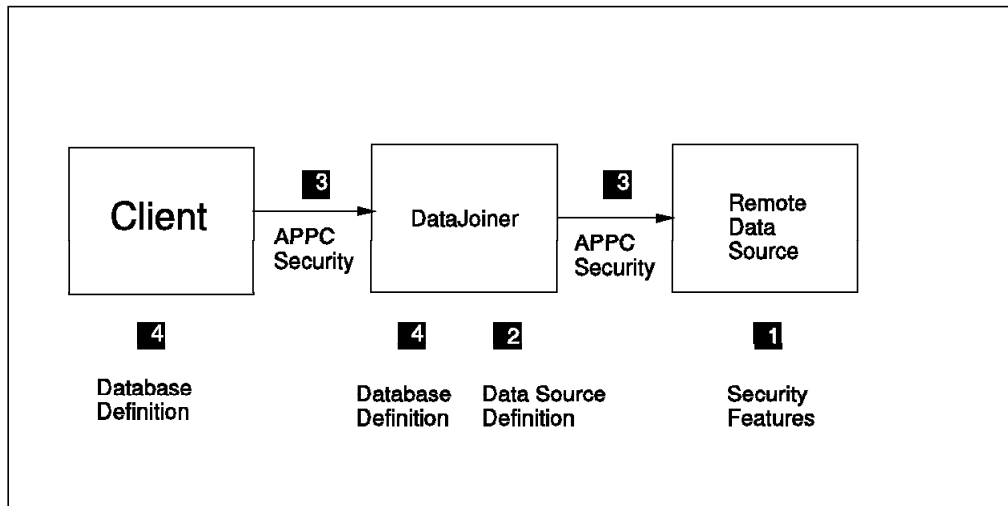 3
3
Client
DataJoiner
Remote
Data
Source
APPC
Security
APPC
Security
4
4
2
1
Database
Definition
Database
Definition
Data Source
Definition
Security
Features